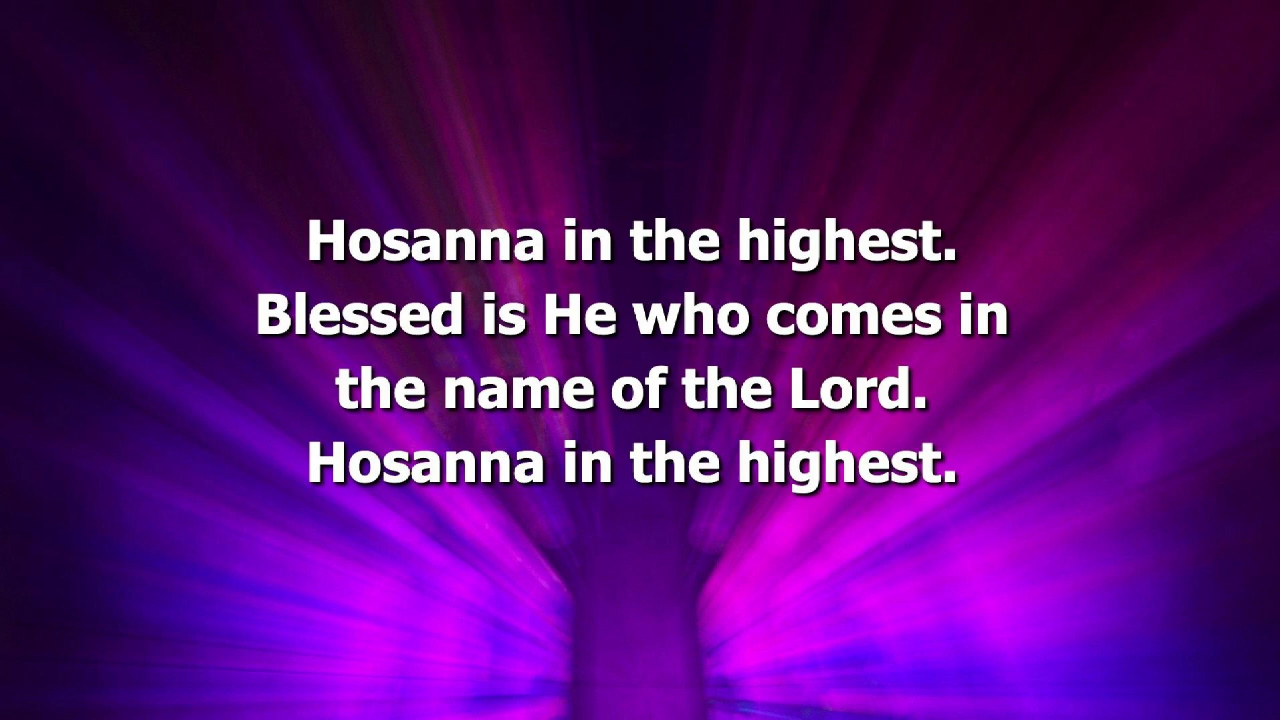 Hosanna in the highest.
Blessed is He who comes in
the name of the Lord.
Hosanna in the highest.